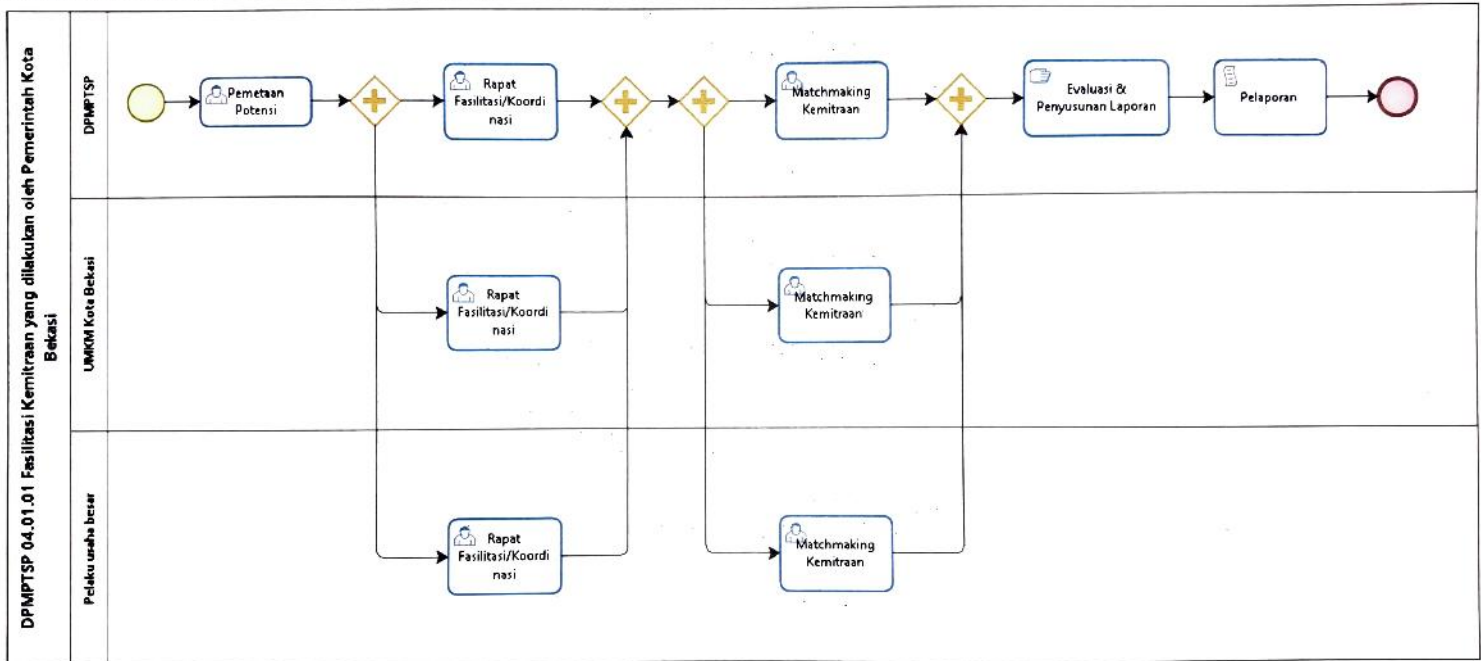 DPMPTSP 04.01.01 Fasilitasi Kemitraan yang dilakukan oleh Pemerintah Kota
Bekasi
DPMPTSP
Pemetaan
Potensi
Rapat
Fasilitasi/Koordi
nasi
Matchmaking
Kemitraan
Evaluasi &
Penyusunan Laporan
Pelaporan
UMKM Kota Bekasi
Rapat
Fasilitasi/Koordi
nasi
Matchmaking
Kemitraan
Pelaku usaha besar
Rapat
Fasilitasi/Koordi
nasi
Matchmaking
Kemitraan